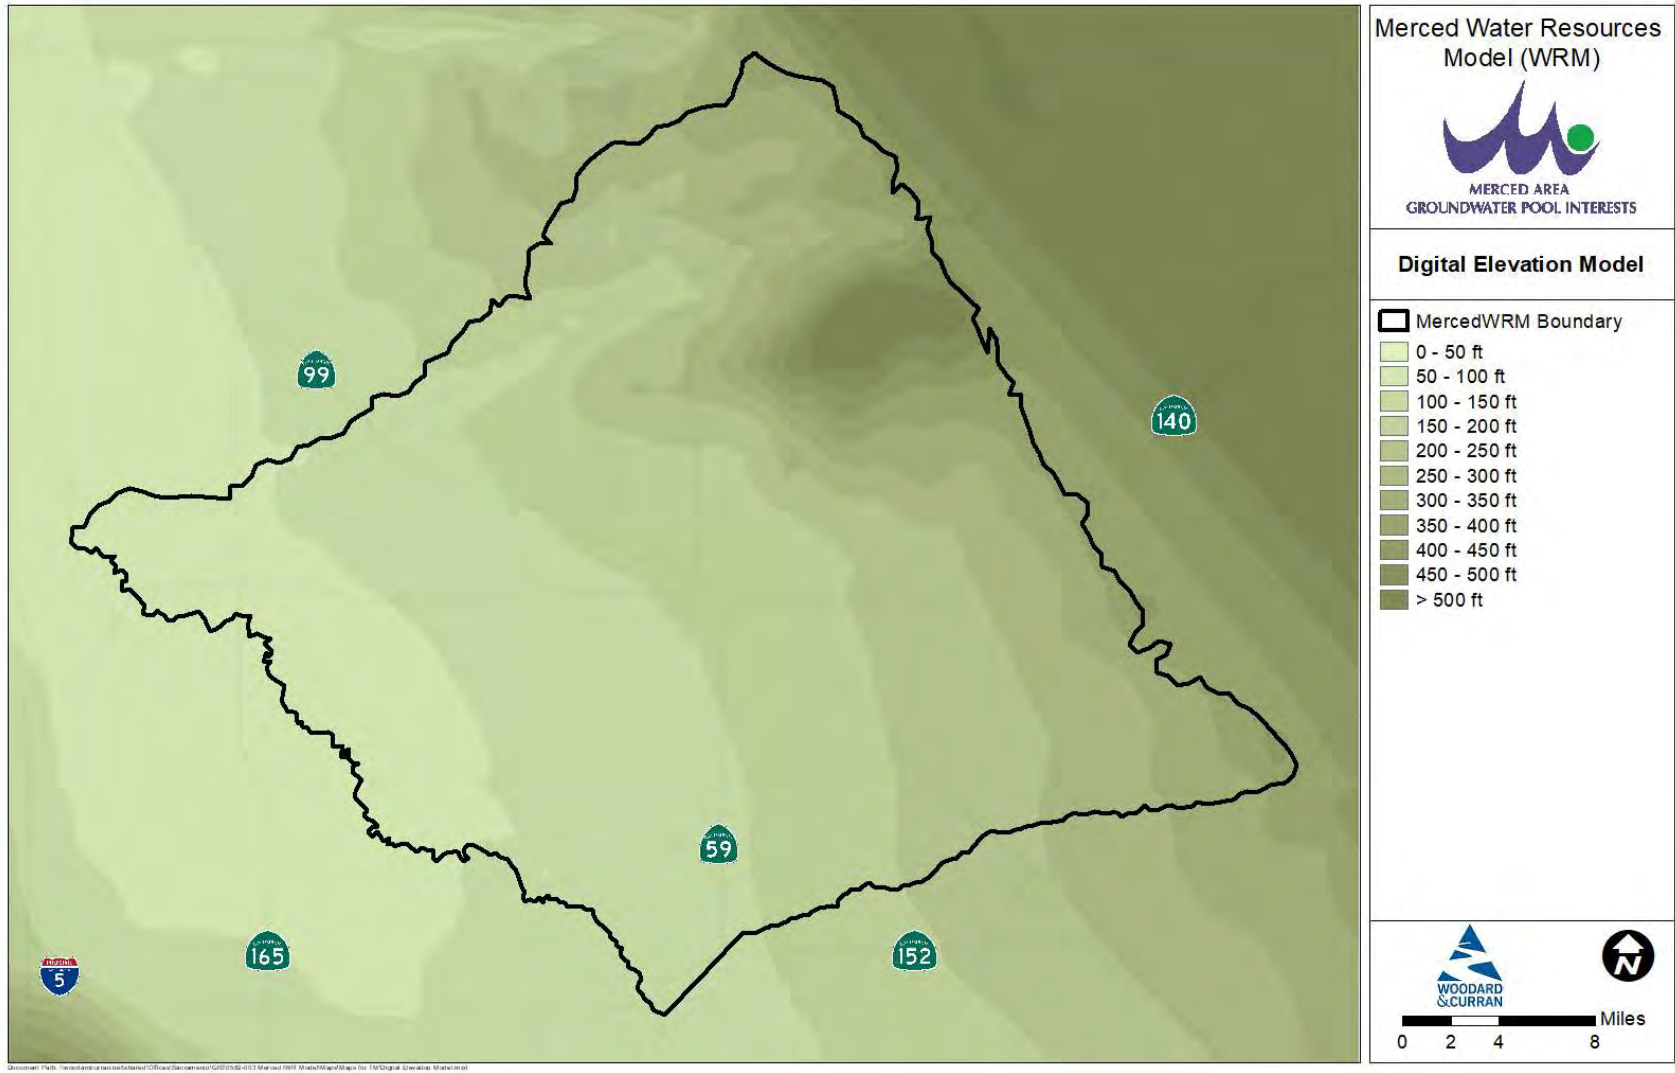 Merced Water Resources
Model (WRM)
MERCED AREA
GROUNDWATER POOL INTERESTS
Digital Elevation Model
MercedWRM Boundary
0 - 50 ft
50 - 100 ft
100 - 150 ft
150 - 200 ft
200 - 250 ft
250 - 300 ft
300 - 350 ft
350 - 400 ft
400 - 450 ft
450 - 500 ft
> 500 ft
99
140
59
165
152
5
WOODARD
&CURRAN
N
Miles
0 2 4 8